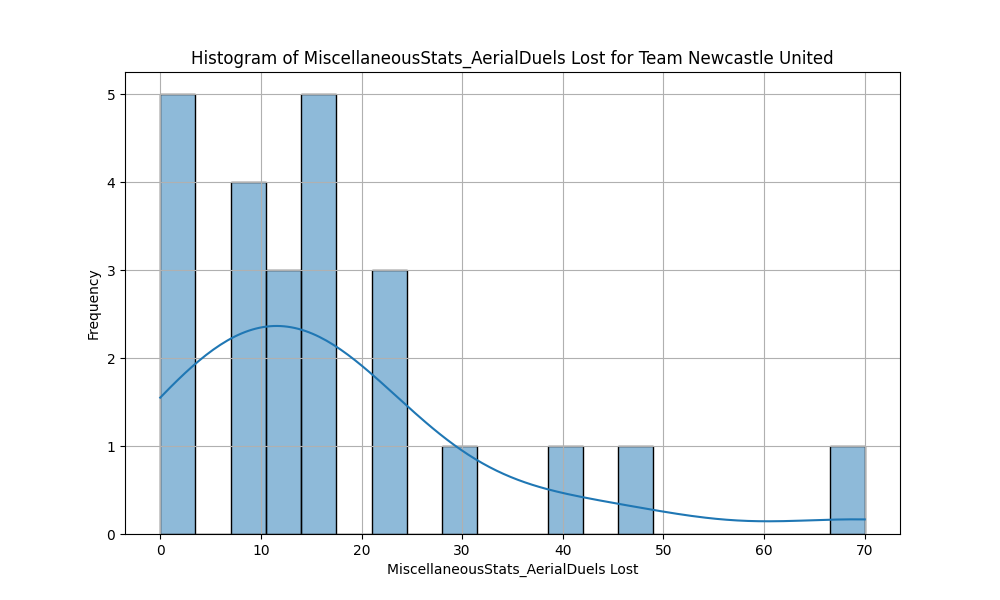 Histogram of MiscellaneousStats_AerialDuels Lost for Team Newcastle United
5
4
3
2
1
0
Frequency
0 10 20 30 40 50 60 70
MiscellaneousStats_AerialDuels Lost